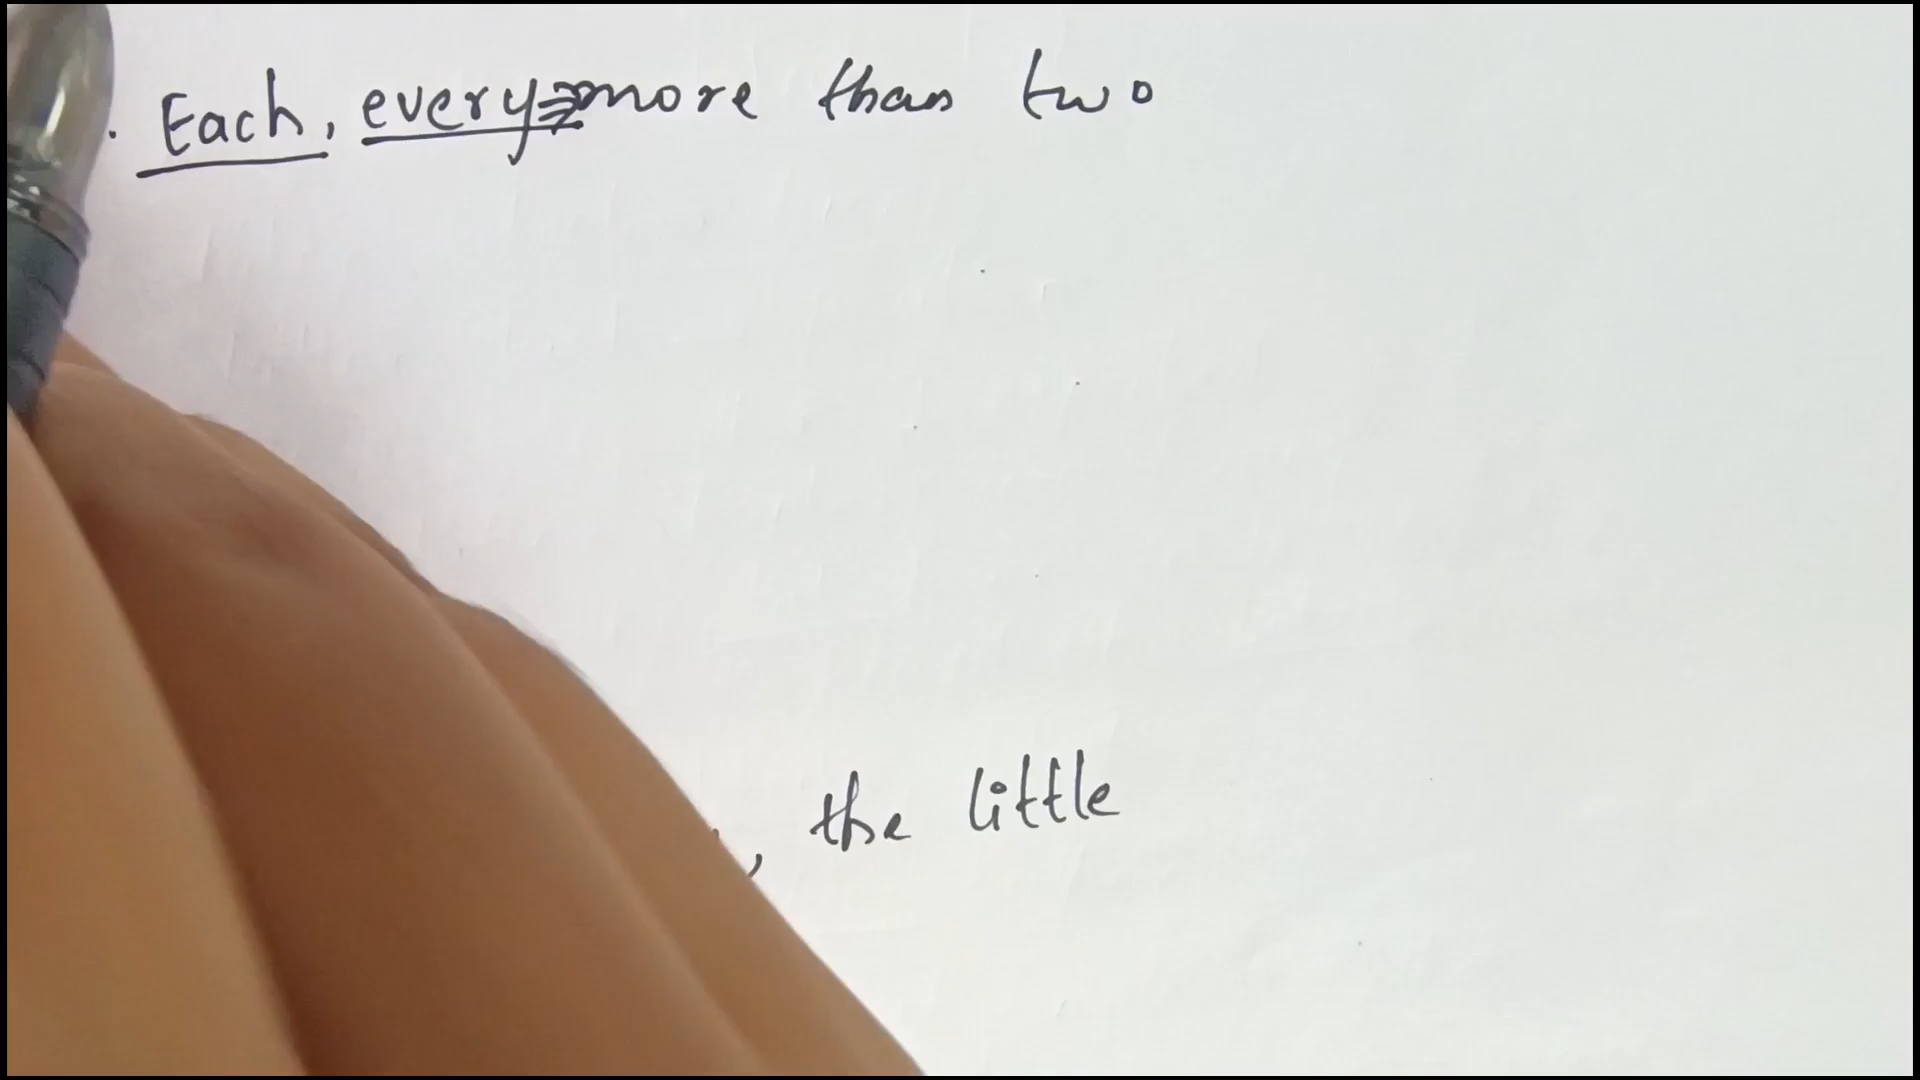 Each, every more than two
, the little